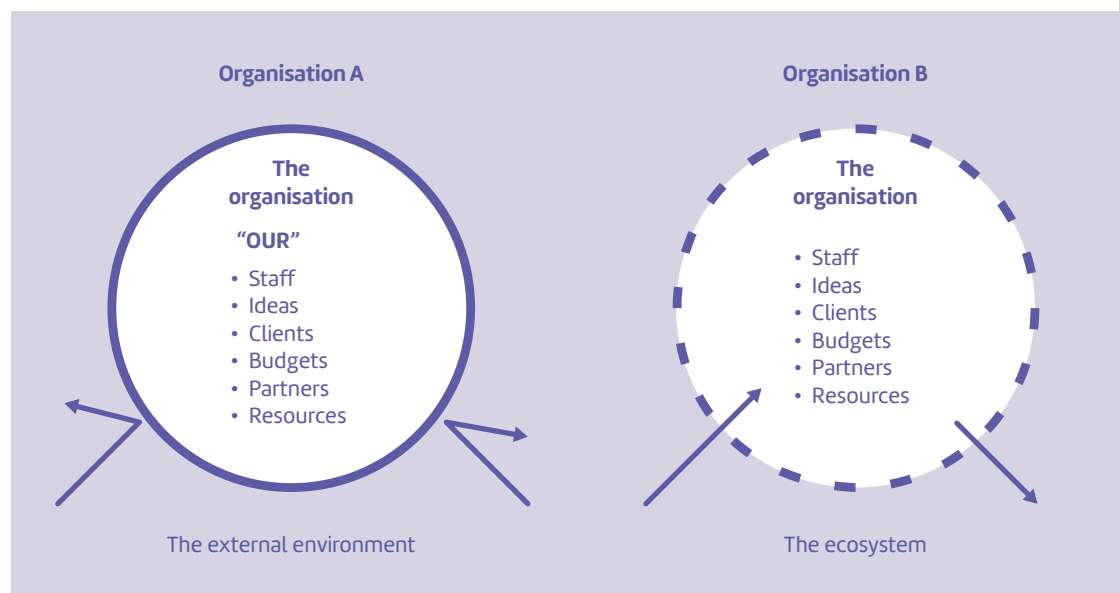 Organisation A
The
organisation
“OUR”
• Staff
• Ideas
• Clients
• Budgets
• Partners
• Resources
The external environment
Organisation B
The
organisation
• Staff
• Ideas
• Clients
• Budgets
• Partners
• Resources
The ecosystem